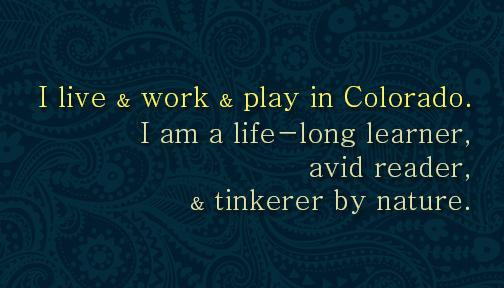 I live & work & play in Colorado.
I am a life-long learner,
avid reader,
& tinkerer by nature.